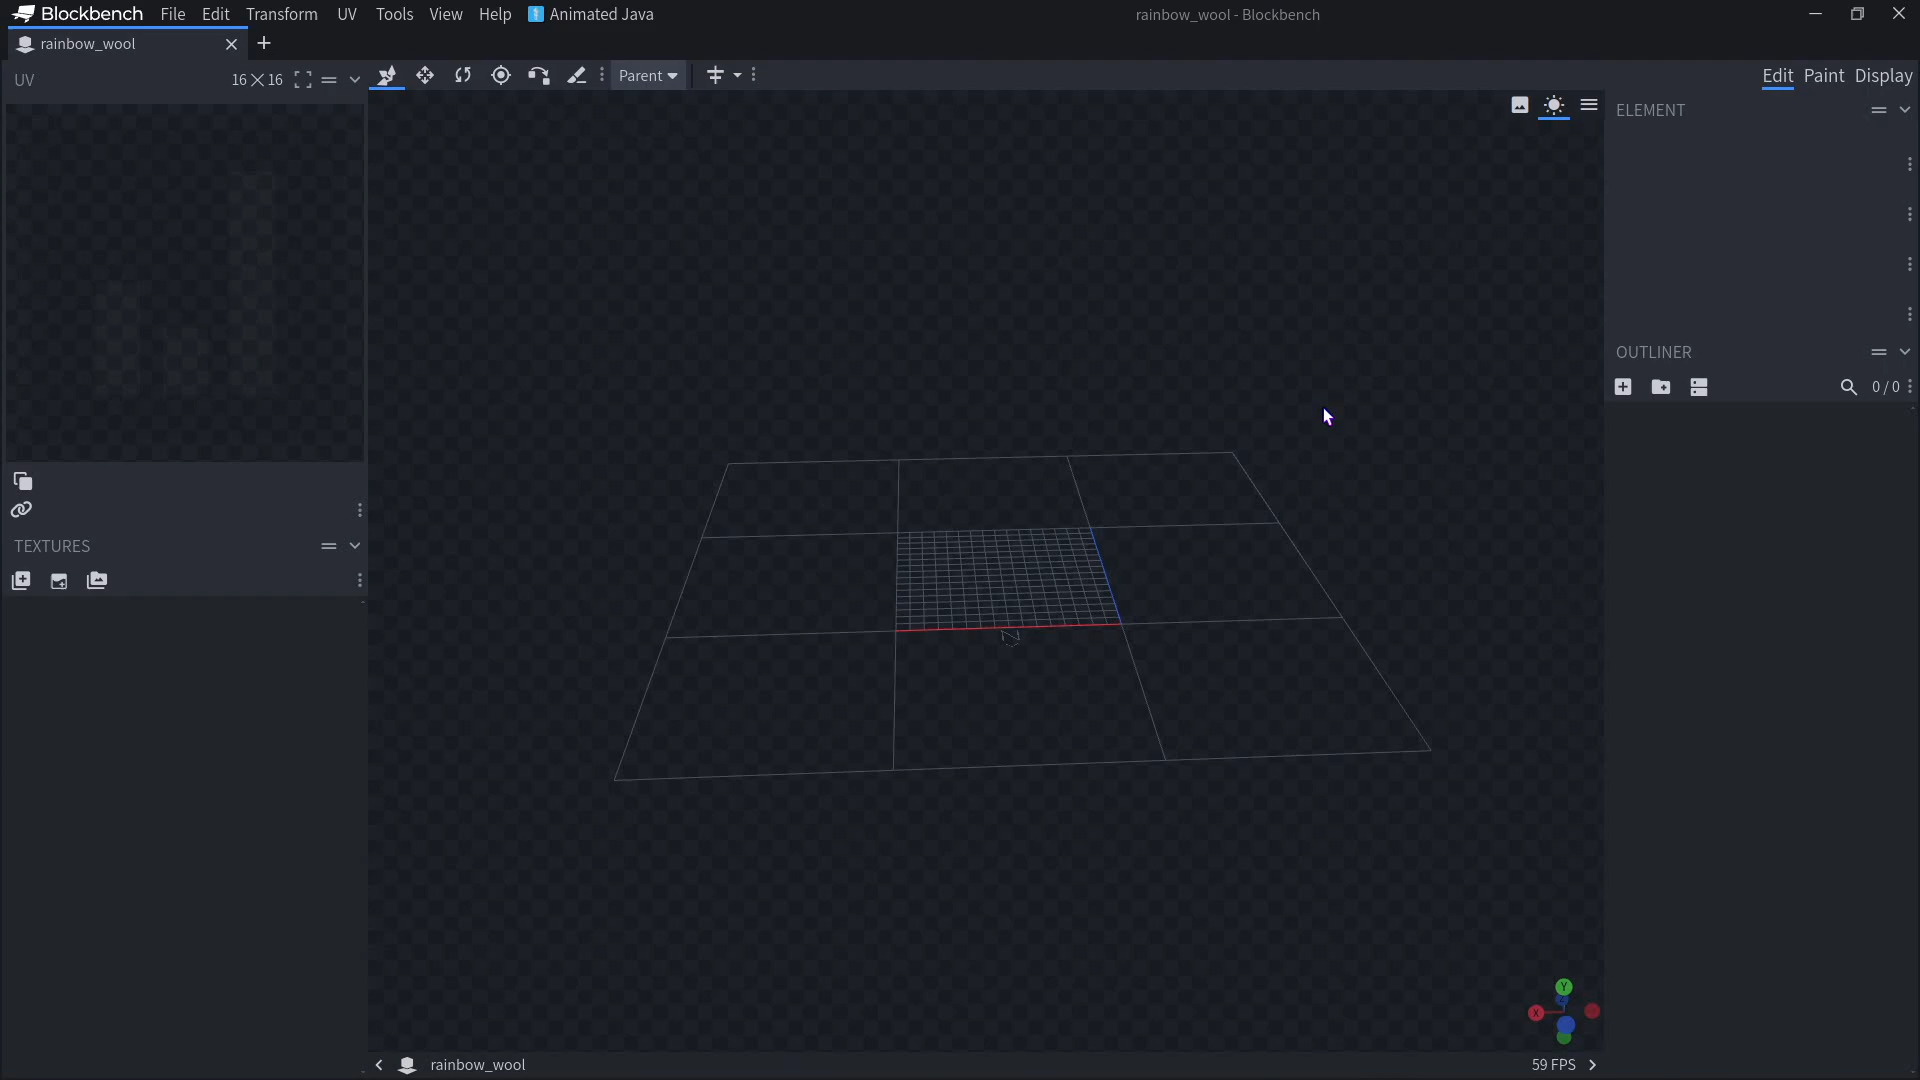 Blockbench File Edit Transform UV Tools View Help Animated Java rainbow_wool - Blockbench
rainbow_wool
UV 16×16
Parent
Edit Paint Display
ELEMENT
OUTLINER
0 / 0
TEXTURES
Y
X
rainbow_wool 59 FPS